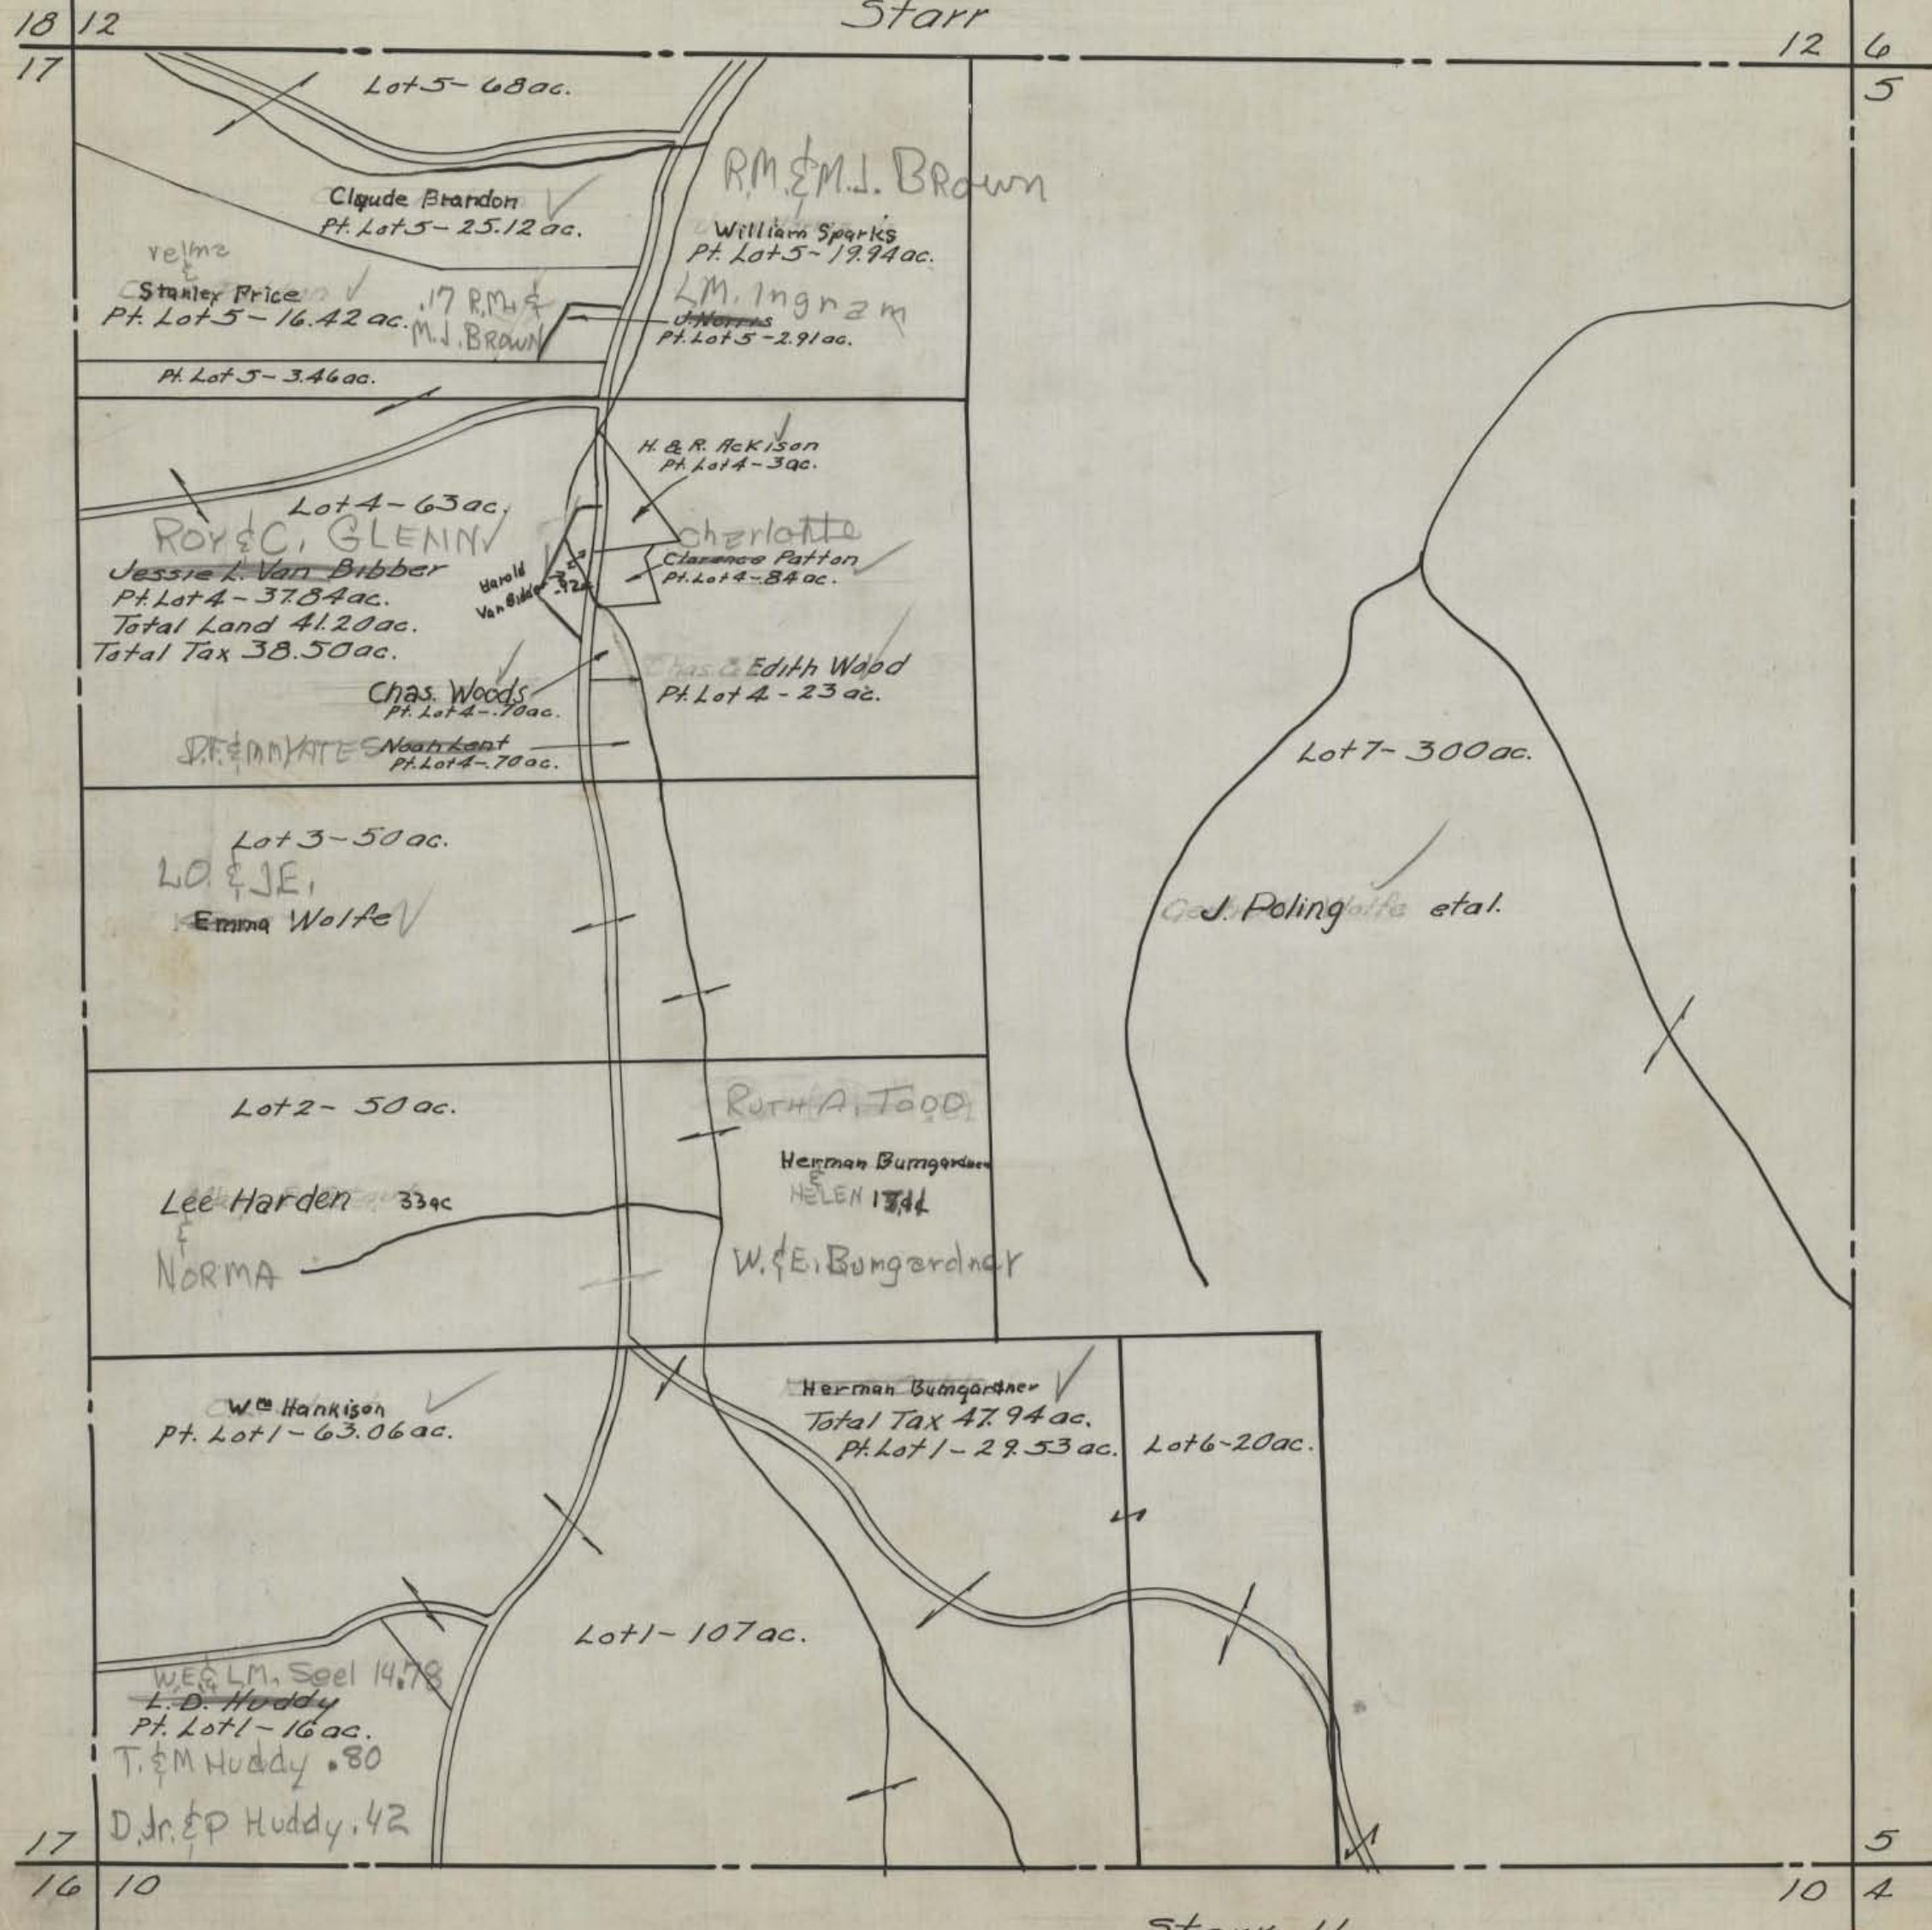 Starr
18 12
17
12 6
5
Lot 5 - 68 ac.
R.M. & M.J. BROWN
Claude Brandon
Pt. Lot 5 - 25.12 ac.
William Sparks
Pt. Lot 5 - 19.94 ac.
velma
&
Stanley Price
Pt. Lot 5 - 16.42 ac.
.17 R.M. &
M.J. BROWN
L.M. Ingram
J. Norris
Pt. Lot 5 - 2.91 ac.
Pt. Lot 5 - 3.46 ac.
H. & R. Ackison
Pt. Lot 4 - 3 ac.
Lot 4 - 63 ac.
ROY & C. GLENN
Jessie L. Van Bibber
Pt. Lot 4 - 37.84 ac.
Total Land 41.20 ac.
Total Tax 38.50 ac.
Harold
Van Bibber
Charlotte
Clarence Patton
Pt. Lot 4 - .84 ac.
Chas. Woods
Pt. Lot 4 - .70 ac.
Chas & Edith Wood
Pt. Lot 4 - 23 ac.
D.F. & M M YATES Noah Lent
Pt. Lot 4 - .70 ac.
Lot 7 - 300 ac.
J. Poling etal.
Lot 3 - 50 ac.
L.O. & J.E.
Emma Wolfe
Lot 2 - 50 ac.
RUTH A. TODD
Herman Bumgardner
&
HELEN
Lee Harden 33 ac
&
NORMA
W. & E. Bumgardner
Wm Hankison
Pt. Lot 1 - 63.06 ac.
Herman Bumgardner
Total Tax 47.94 ac.
Pt. Lot 1 - 29.53 ac.
Lot 6 - 20 ac.
Lot 1 - 107 ac.
W.E. & L.M. Seel 14.78
L.D. Huddy
Pt. Lot 1 - 16 ac.
T. & M Huddy .80
D. Jr. & P Huddy .42
17
16 10
5
10 4